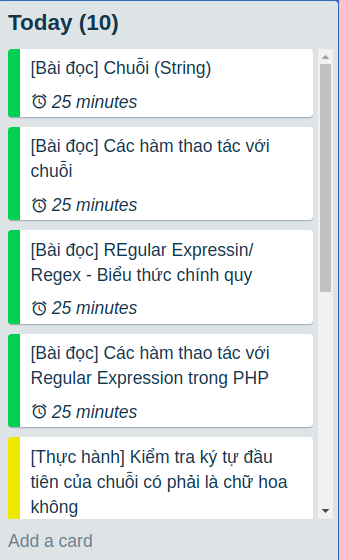 Today (10)
[Bài đọc] Chuỗi (String)
25 minutes
[Bài đọc] Các hàm thao tác với
chuỗi
25 minutes
[Bài đọc] REgular Expressin/
Regex - Biểu thức chính quy
25 minutes
[Bài đọc] Các hàm thao tác với
Regular Expression trong PHP
25 minutes
[Thực hành] Kiểm tra ký tự đầu
tiên của chuỗi có phải là chữ hoa
không
Add a card